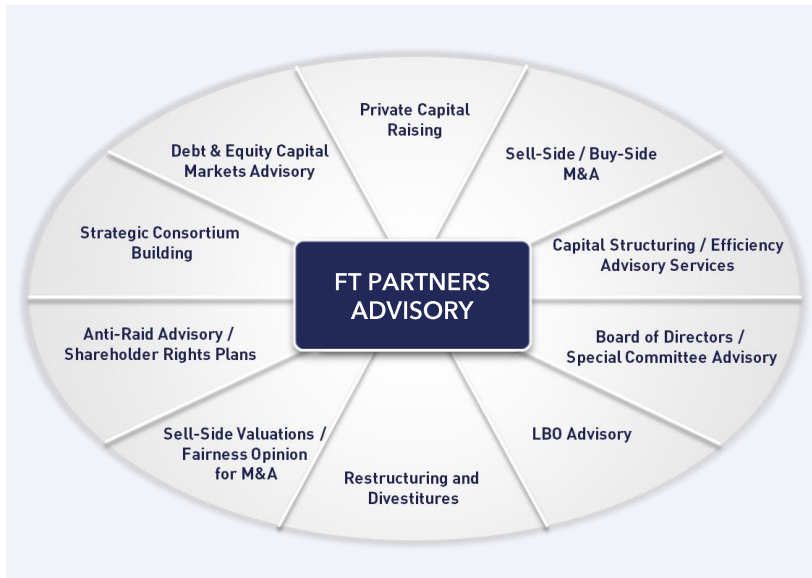 Private Capital
Raising
Sell-Side / Buy-Side
M&A
Capital Structuring / Efficiency
Advisory Services
Board of Directors /
Special Committee Advisory
LBO Advisory
Restructuring and
Divestitures
Sell-Side Valuations /
Fairness Opinion
for M&A
Anti-Raid Advisory /
Shareholder Rights Plans
Strategic Consortium
Building
Debt & Equity Capital
Markets Advisory
FT PARTNERS
ADVISORY